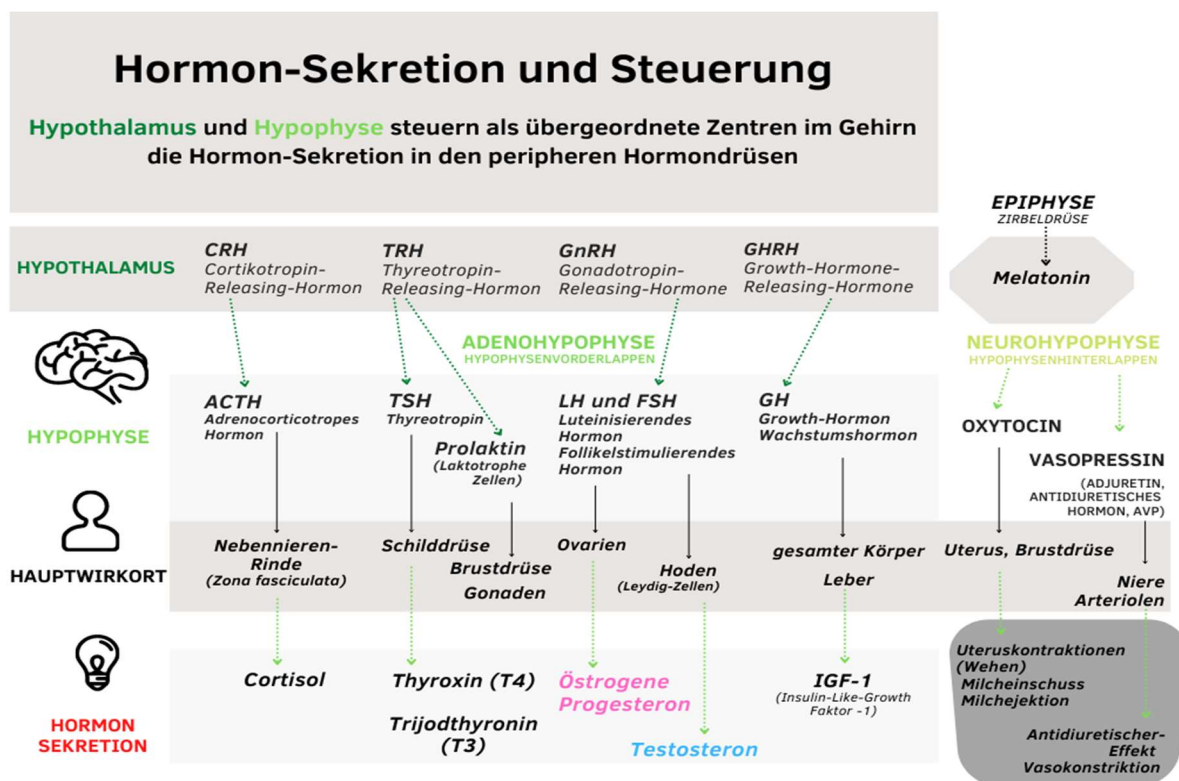 Hormon-Sekretion und Steuerung
Hypothalamus und Hypophyse steuern als übergeordnete Zentren im Gehirn
die Hormon-Sekretion in den peripheren Hormondrüsen
EPIPHYSE
ZIRBELDRÜSE
Melatonin
HYPOTHALAMUS
CRH
Cortikotropin-
Releasing-Hormon
TRH
Thyreotropin-
Releasing-Hormon
GnRH
Gonadotropin-
Releasing-Hormone
GHRH
Growth-Hormone-
Releasing-Hormone
ADENOHYPOPHYSE
HYPOPHYSENVORDERLAPPEN
NEUROHYPOPHYSE
HYPOPHYSENHINTERLAPPEN
HYPOPHYSE
ACTH
Adrenocorticotropes
Hormon
TSH
Thyreotropin
Prolaktin
(Laktotrophe
Zellen)
LH und FSH
Luteinisierendes
Hormon
Follikelstimulierendes
Hormon
GH
Growth-Hormon
Wachstumshormon
OXYTOCIN
VASOPRESSIN
(ADJURETIN,
ANTIDIURETISCHES
HORMON, AVP)
HAUPTWIRKORT
Nebennieren-
Rinde
(Zona fasciculata)
Schilddrüse
Brustdrüse
Gonaden
Ovarien
Hoden
(Leydig-Zellen)
gesamter Körper
Leber
Uterus, Brustdrüse
Niere
Arteriolen
HORMON
SEKRETION
Cortisol
Thyroxin (T4)
Trijodthyronin
(T3)
Östrogene
Progesteron
Testosteron
IGF-1
(Insulin-Like-Growth
Faktor -1)
Uteruskontraktionen
(Wehen)
Milcheinschuss
Milchejektion
Antidiuretischer-
Effekt
Vasokonstriktion